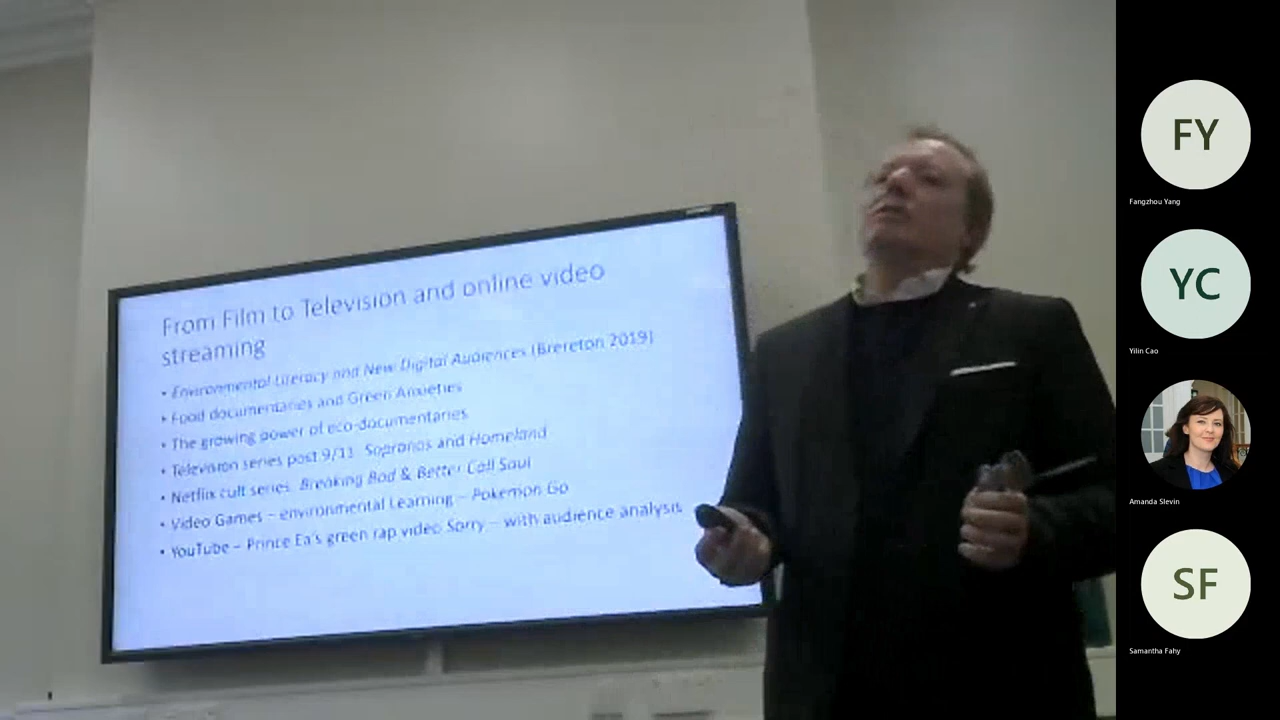 From Film to Television and online video
streaming
• Environmental Literacy and New Digital Audiences (Brereton 2019)
• Food documentaries and Green Anxieties
• The growing power of eco-documentaries
• Television series post 9/11 Sopranos and Homeland
• Netflix cult series Breaking Bad & Better Call Saul
• Video Games – environmental Learning – Pokemon Go
• YouTube – Prince Ea's green rap video Sorry – with audience analysis
FY
Fangzhou Yang
YC
Yilin Cao
Amanda Slevin
SF
Samantha Fahy